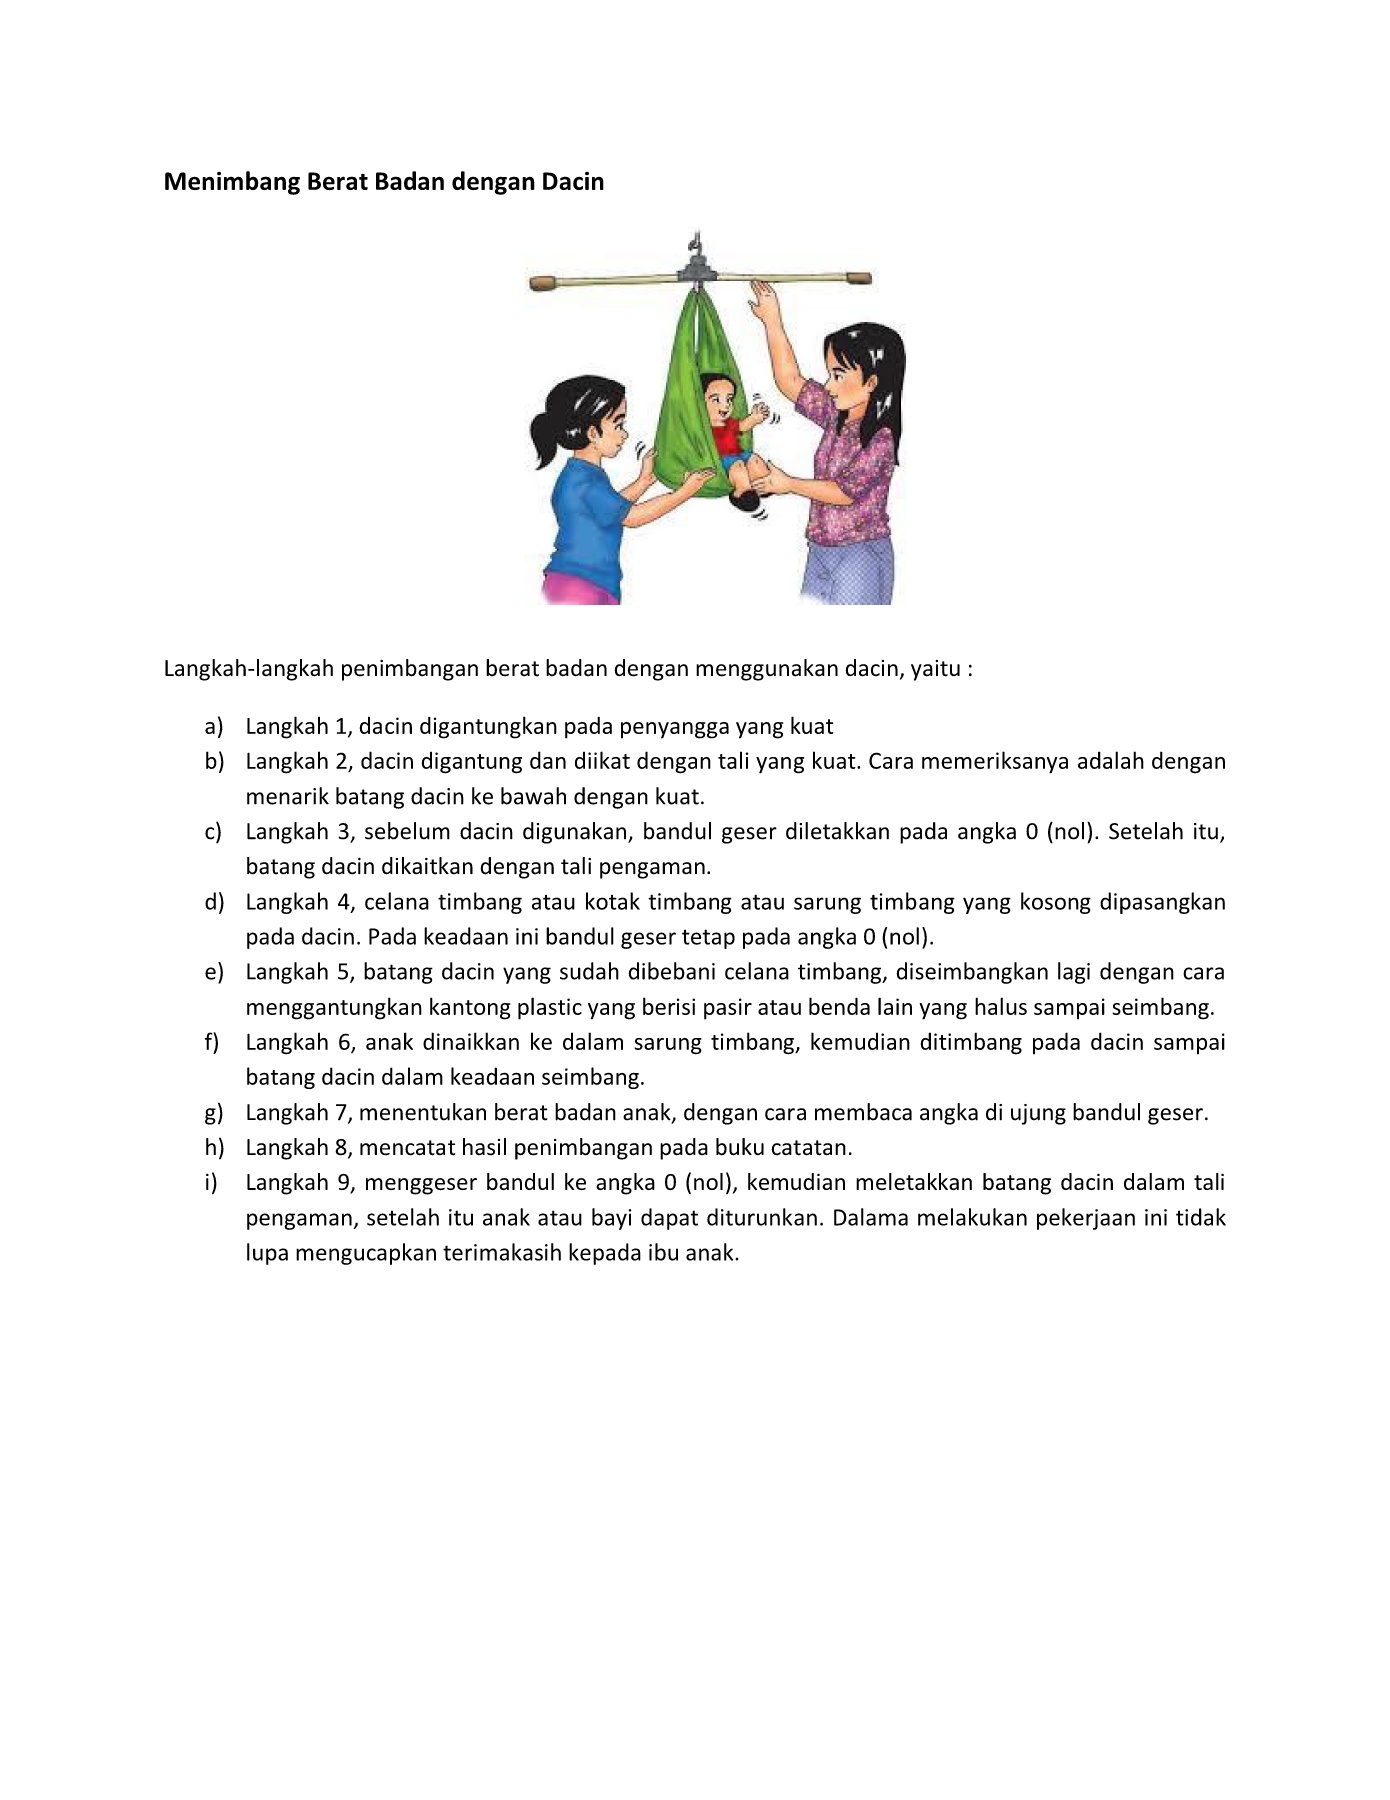 Menimbang Berat Badan dengan Dacin
Langkah-langkah penimbangan berat badan dengan menggunakan dacin, yaitu :
a) Langkah 1, dacin digantungkan pada penyangga yang kuat
b) Langkah 2, dacin digantung dan diikat dengan tali yang kuat. Cara memeriksanya adalah dengan
menarik batang dacin ke bawah dengan kuat.
c) Langkah 3, sebelum dacin digunakan, bandul geser diletakkan pada angka 0 (nol). Setelah itu,
batang dacin dikaitkan dengan tali pengaman.
d) Langkah 4, celana timbang atau kotak timbang atau sarung timbang yang kosong dipasangkan
pada dacin. Pada keadaan ini bandul geser tetap pada angka 0 (nol).
e) Langkah 5, batang dacin yang sudah dibebani celana timbang, diseimbangkan lagi dengan cara
menggantungkan kantong plastic yang berisi pasir atau benda lain yang halus sampai seimbang.
f) Langkah 6, anak dinaikkan ke dalam sarung timbang, kemudian ditimbang pada dacin sampai
batang dacin dalam keadaan seimbang.
g) Langkah 7, menentukan berat badan anak, dengan cara membaca angka di ujung bandul geser.
h) Langkah 8, mencatat hasil penimbangan pada buku catatan.
i) Langkah 9, menggeser bandul ke angka 0 (nol), kemudian meletakkan batang dacin dalam tali
pengaman, setelah itu anak atau bayi dapat diturunkan. Dalama melakukan pekerjaan ini tidak
lupa mengucapkan terimakasih kepada ibu anak.